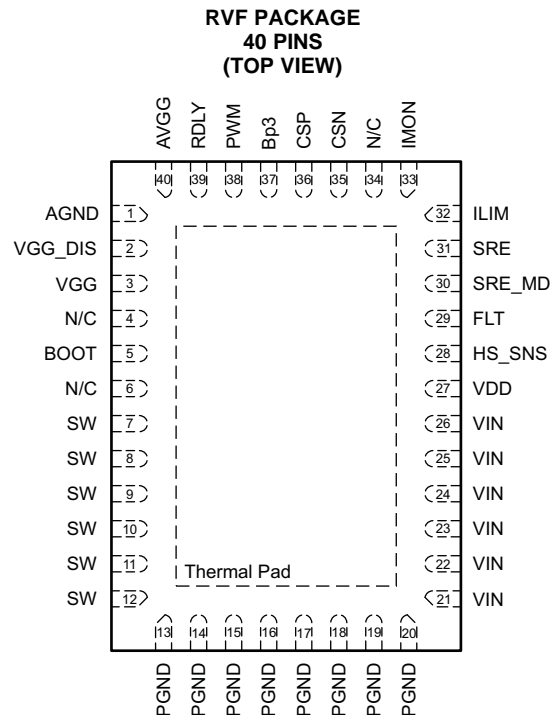 RVF PACKAGE
40 PINS
(TOP VIEW)
AVGG
RDLY
PWM
Bp3
CSP
CSN
N/C
IMON
40 39 38 37 36 35 34 33
AGND 1 32 ILIM
VGG_DIS 2 31 SRE
VGG 3 30 SRE_MD
N/C 4 29 FLT
BOOT 5 28 HS_SNS
N/C 6 27 VDD
SW 7 26 VIN
SW 8 25 VIN
SW 9 24 VIN
SW 10 23 VIN
SW 11 22 VIN
Thermal Pad
SW 12 21 VIN
13 14 15 16 17 18 19 20
PGND
PGND
PGND
PGND
PGND
PGND
PGND
PGND